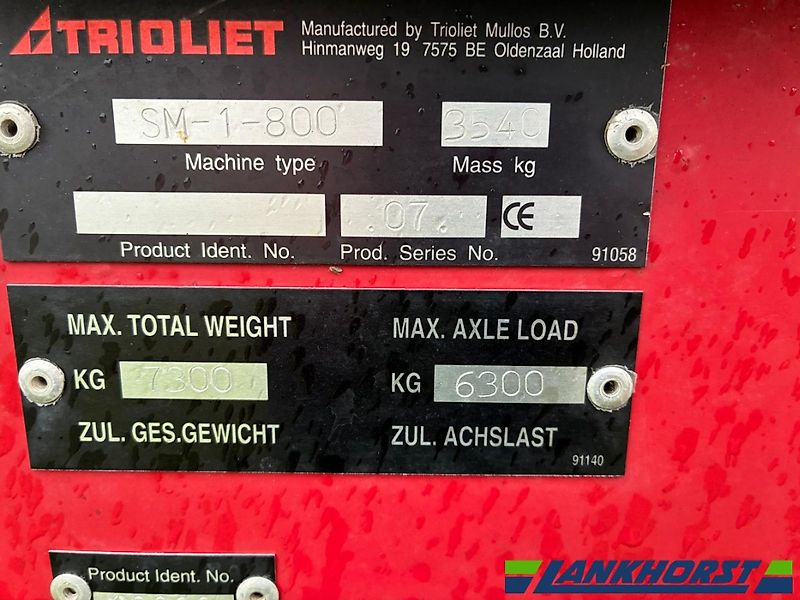 TRIOLIET
Manufactured by Trioliet Mullos B.V.
Hinmanweg 19 7575 BE Oldenzaal Holland
SM-1-800
3540
Machine type
Mass kg
.07.
Product Ident. No.
Prod. Series No.
CE
91058
MAX. TOTAL WEIGHT
MAX. AXLE LOAD
KG 7300
KG 6300
ZUL. GES.GEWICHT
ZUL. ACHSLAST
91140
Product Ident. No.
LANKHORST